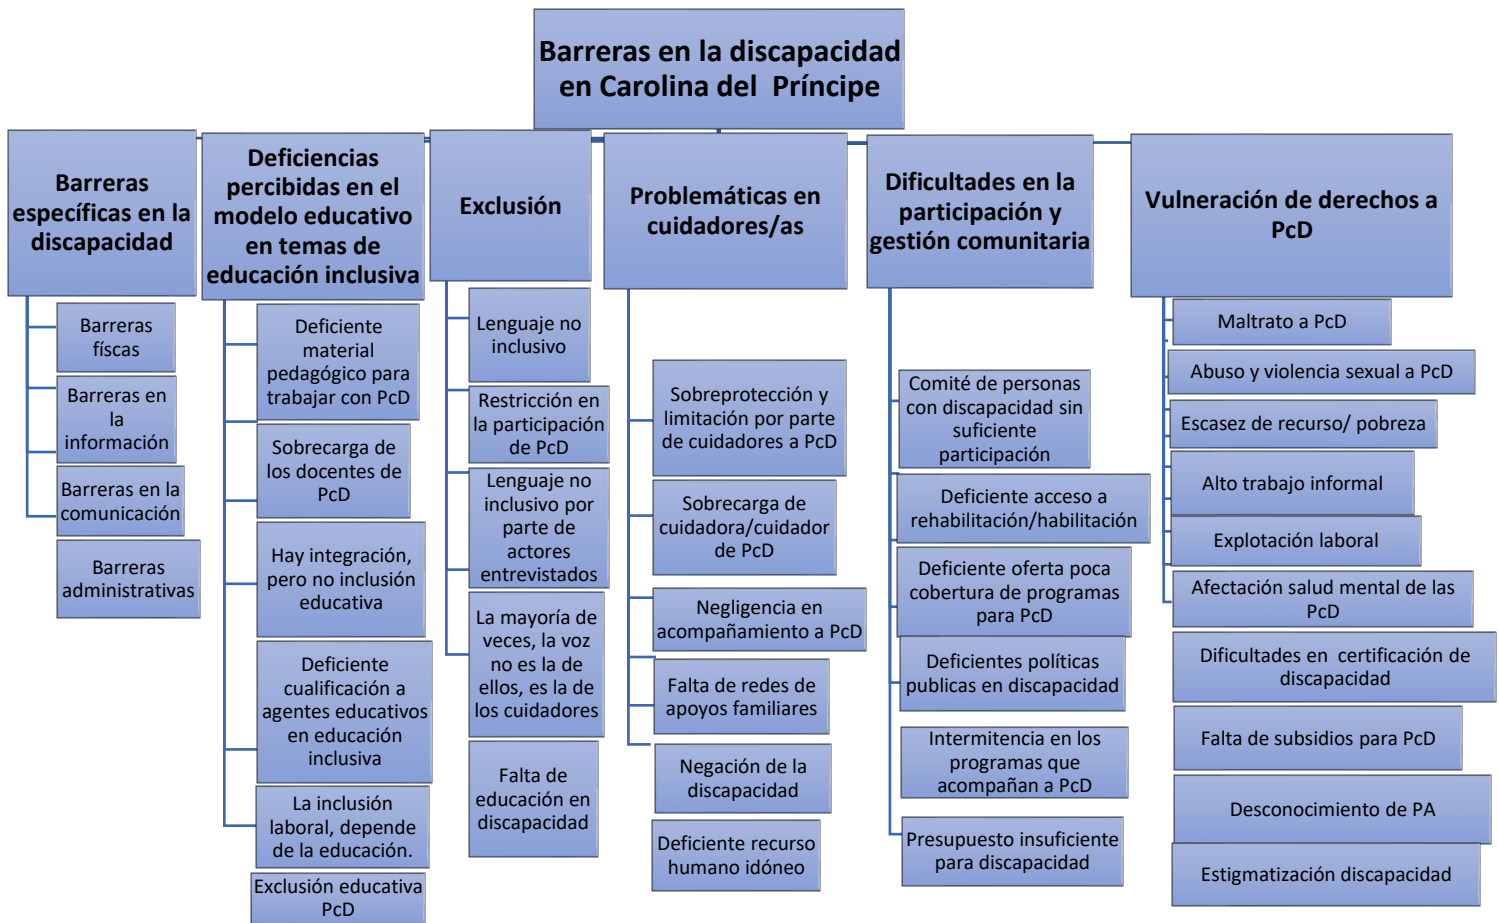 Barreras en la discapacidad
en Carolina del Príncipe
Barreras
específicas en la
discapacidad
Barreras
físcas
Barreras en
la
información
Barreras en la
comunicación
Barreras
administrativas
Deficiencias
percibidas en el
modelo educativo
en temas de
educación inclusiva
Deficiente
material
pedagógico para
trabajar con PcD
Sobrecarga de
los docentes de
PcD
Hay integración,
pero no inclusión
educativa
Deficiente
cualificación a
agentes educativos
en educación
inclusiva
La inclusión
laboral, depende
de la educación.
Exclusión educativa
PcD
Exclusión
Lenguaje no
inclusivo
Restricción en
la participación
de PcD
Lenguaje no
inclusivo por
parte de
actores
entrevistados
La mayoría de
veces, la voz
no es la de
ellos, es la de
los cuidadores
Falta de
educación en
discapacidad
Problemáticas en
cuidadores/as
Sobreprotección y
limitación por parte
de cuidadores a PcD
Sobrecarga de
cuidadora/cuidador
de PcD
Negligencia en
acompañamiento a PcD
Falta de redes de
apoyos familiares
Negación de la
discapacidad
Deficiente recurso
humano idóneo
Dificultades en la
participación y
gestión comunitaria
Comité de personas
con discapacidad sin
suficiente
participación
Deficiente acceso a
rehabilitación/habilitación
Deficiente oferta poca
cobertura de programas
para PcD
Deficientes políticas
publicas en discapacidad
Intermitencia en los
programas que
acompañan a PcD
Presupuesto insuficiente
para discapacidad
Vulneración de derechos a
PcD
Maltrato a PcD
Abuso y violencia sexual a PcD
Escasez de recurso/ pobreza
Alto trabajo informal
Explotación laboral
Afectación salud mental de las
PcD
Dificultades en certificación de
discapacidad
Falta de subsidios para PcD
Desconocimiento de PA
Estigmatización discapacidad